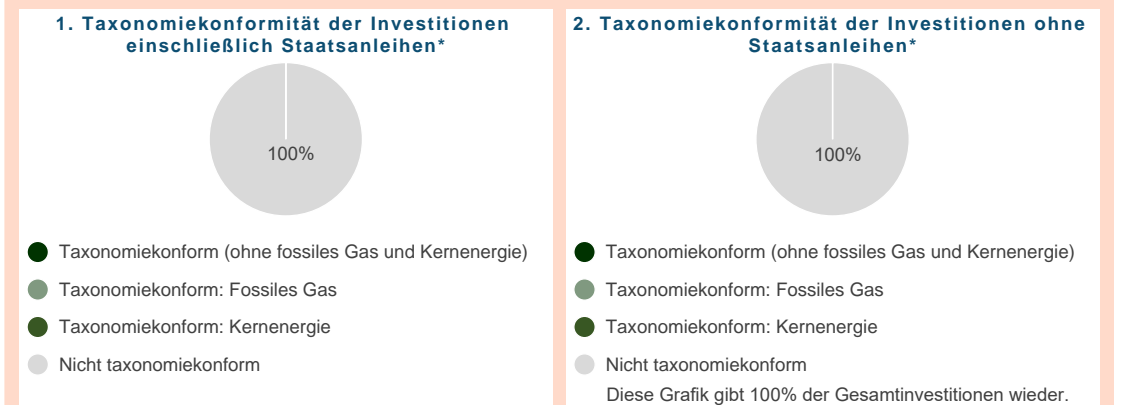 1. Taxonomiekonformität der Investitionen
einschließlich Staatsanleihen*
100%
Taxonomiekonform (ohne fossiles Gas und Kernenergie)
Taxonomiekonform: Fossiles Gas
Taxonomiekonform: Kernenergie
Nicht taxonomiekonform
2. Taxonomiekonformität der Investitionen ohne
Staatsanleihen*
100%
Taxonomiekonform (ohne fossiles Gas und Kernenergie)
Taxonomiekonform: Fossiles Gas
Taxonomiekonform: Kernenergie
Nicht taxonomiekonform
Diese Grafik gibt 100% der Gesamtinvestitionen wieder.